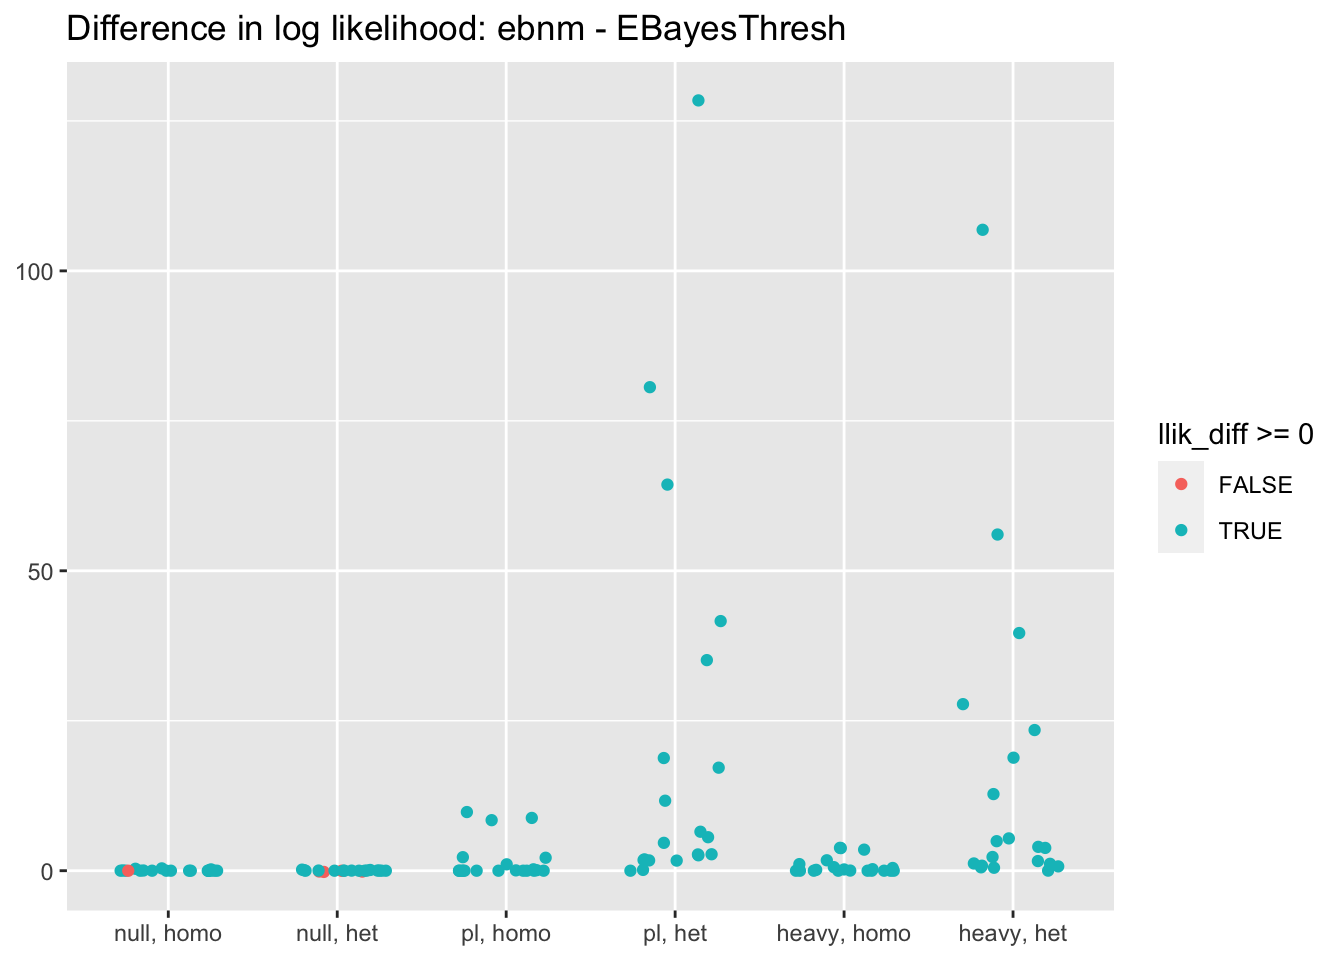 Difference in log likelihood: ebnm - EBayesThresh
100
50
0
null, homo
null, het
pl, homo
pl, het
heavy, homo
heavy, het
llik_diff >= 0
FALSE
TRUE